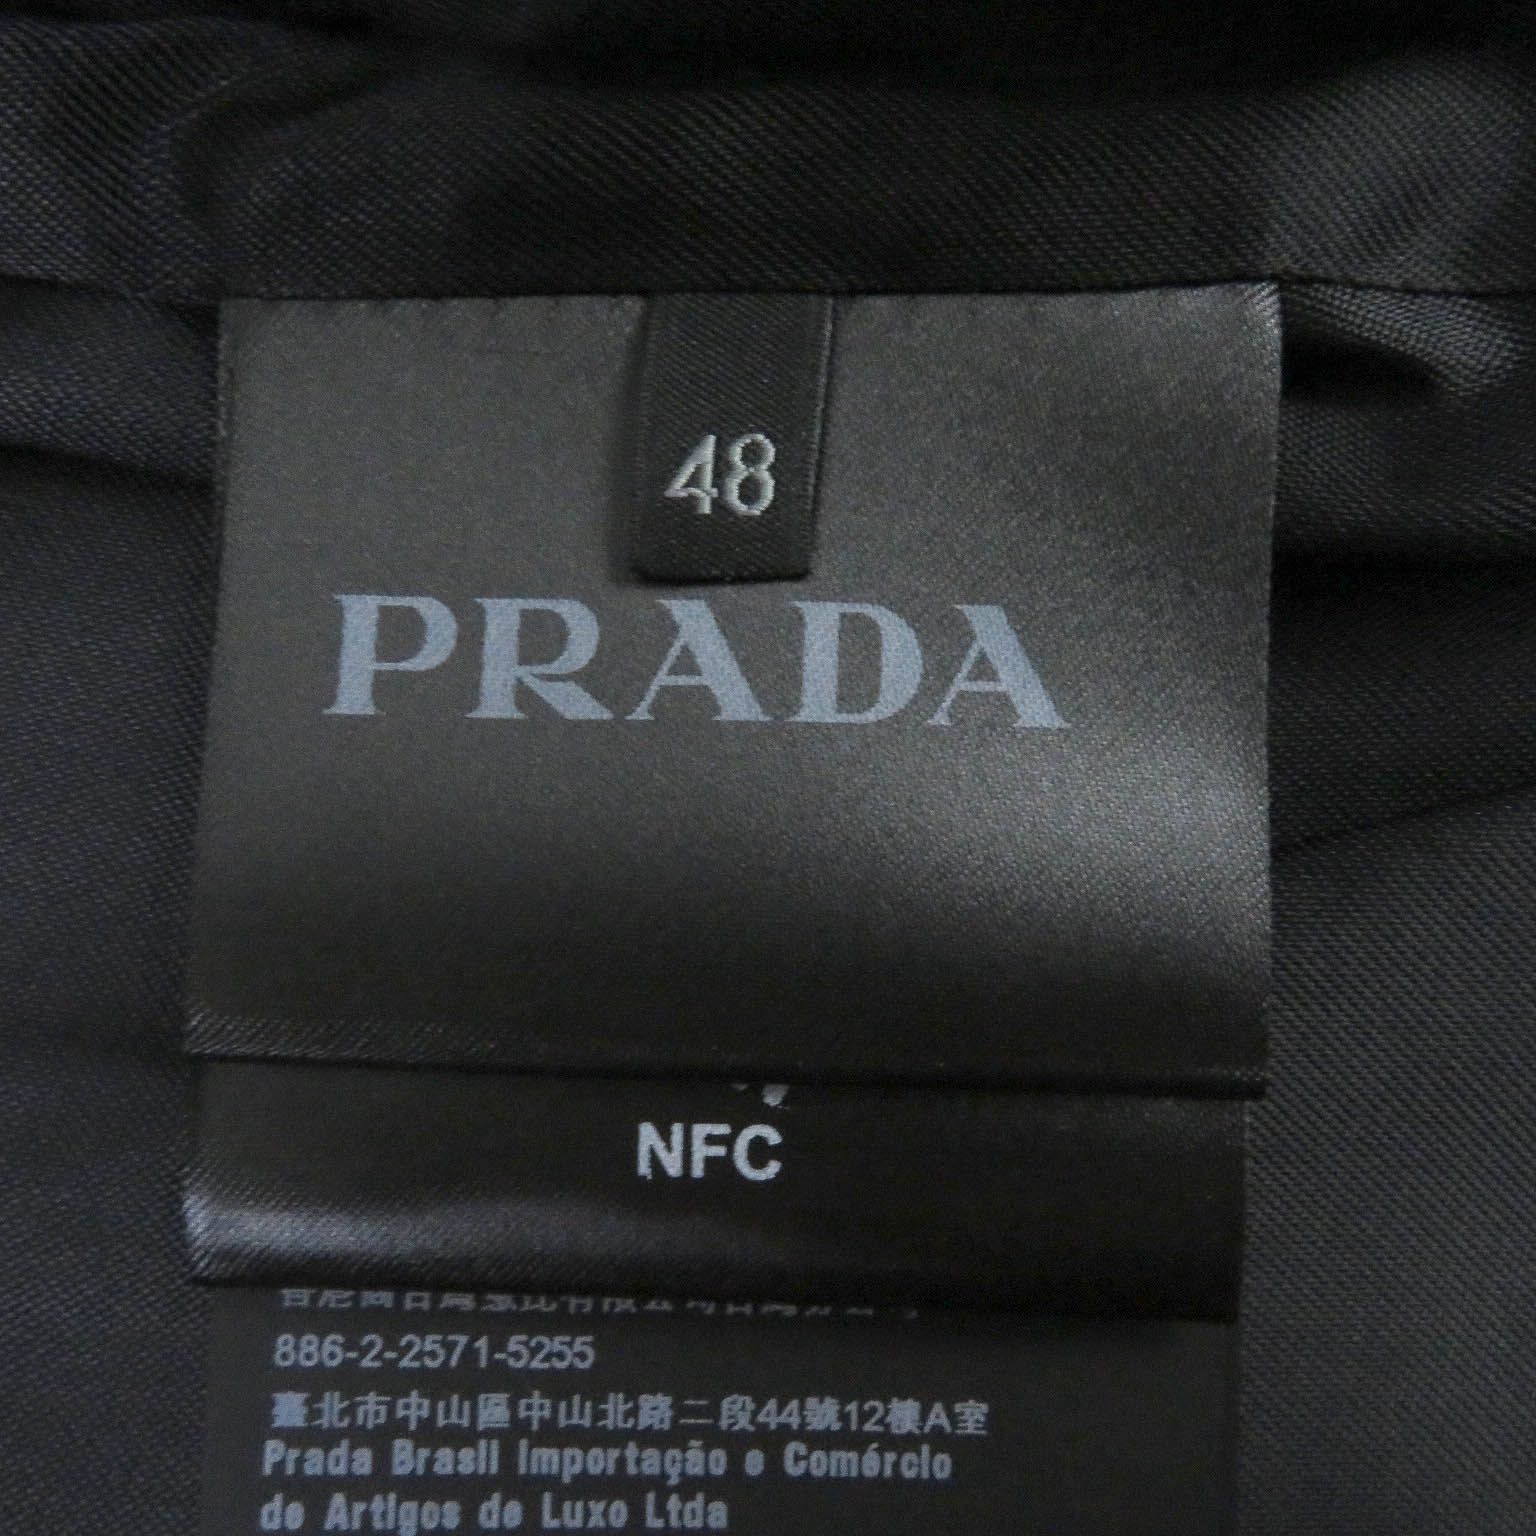 48
PRADA
NFC
886-2-2571-5255
臺北市中山區中山北路二段44號12樓A室
Prada Brasil Importação e Comércio
de Artigos de Luxo Ltda